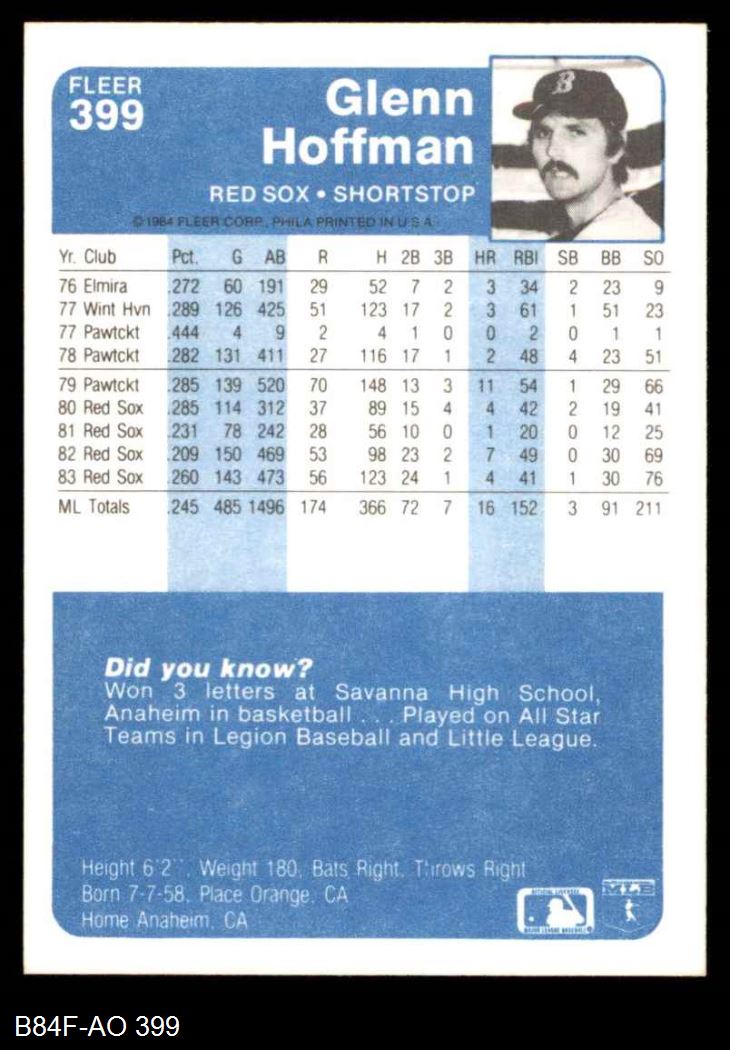 FLEER
399
Glenn
Hoffman
RED SOX • SHORTSTOP
© 1984 FLEER CORP., PHILA PRINTED IN U.S.A.
B
Yr. Club Pct. G AB R H 2B 3B HR RBI SB BB SO
76 Elmira .272 60 191 29 52 7 2 3 34 2 23 9
77 Wint Hvn .289 126 425 51 123 17 2 3 61 1 51 23
77 Pawtckt .444 4 9 2 4 1 0 0 2 0 1 1
78 Pawtckt .282 131 411 27 116 17 1 2 48 4 23 51
79 Pawtckt .285 139 520 70 148 13 3 11 54 1 29 66
80 Red Sox .285 114 312 37 89 15 4 4 42 2 19 41
81 Red Sox .231 78 242 28 56 10 0 1 20 0 12 25
82 Red Sox .209 150 469 53 98 23 2 7 49 0 30 69
83 Red Sox .260 143 473 56 123 24 1 4 41 1 30 76
ML Totals .245 485 1496 174 366 72 7 16 152 3 91 211
Did you know?
Won 3 letters at Savanna High School,
Anaheim in basketball . . . Played on All Star
Teams in Legion Baseball and Little League.
Height 6'2", Weight 180, Bats Right, Throws Right
Born 7-7-58, Place Orange, CA
Home Anaheim, CA
OFFICIAL LICENSEE
MAJOR LEAGUE BASEBALL
B84F-AO 399